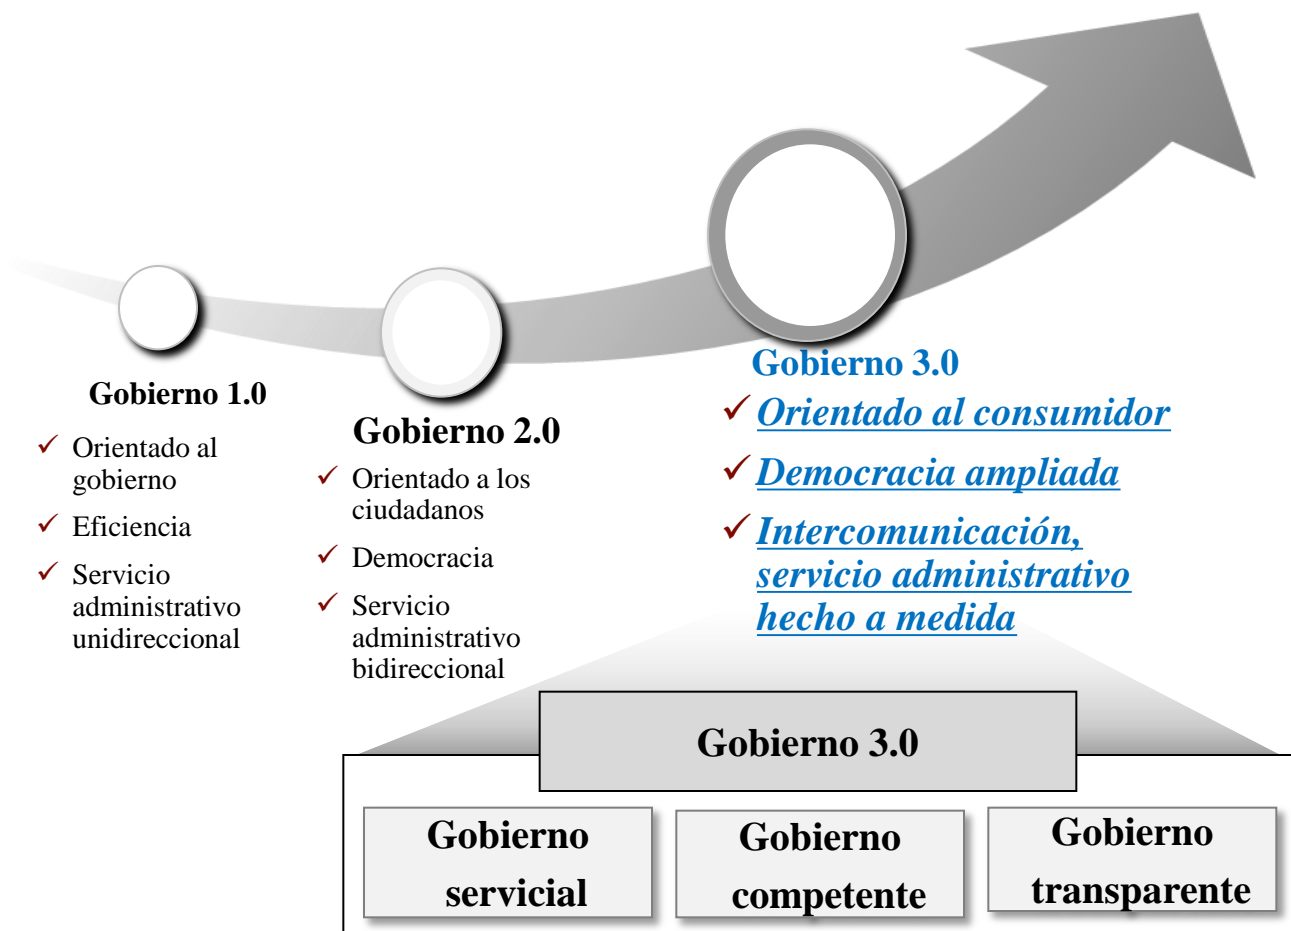 Gobierno 1.0
✓ Orientado al
gobierno
✓ Eficiencia
✓ Servicio
administrativo
unidireccional
Gobierno 2.0
✓ Orientado a los
ciudadanos
✓ Democracia
✓ Servicio
administrativo
bidireccional
Gobierno 3.0
✓ Orientado al consumidor
✓ Democracia ampliada
✓ Intercomunicación,
servicio administrativo
hecho a medida
Gobierno 3.0
Gobierno
servicial
Gobierno
competente
Gobierno
transparente